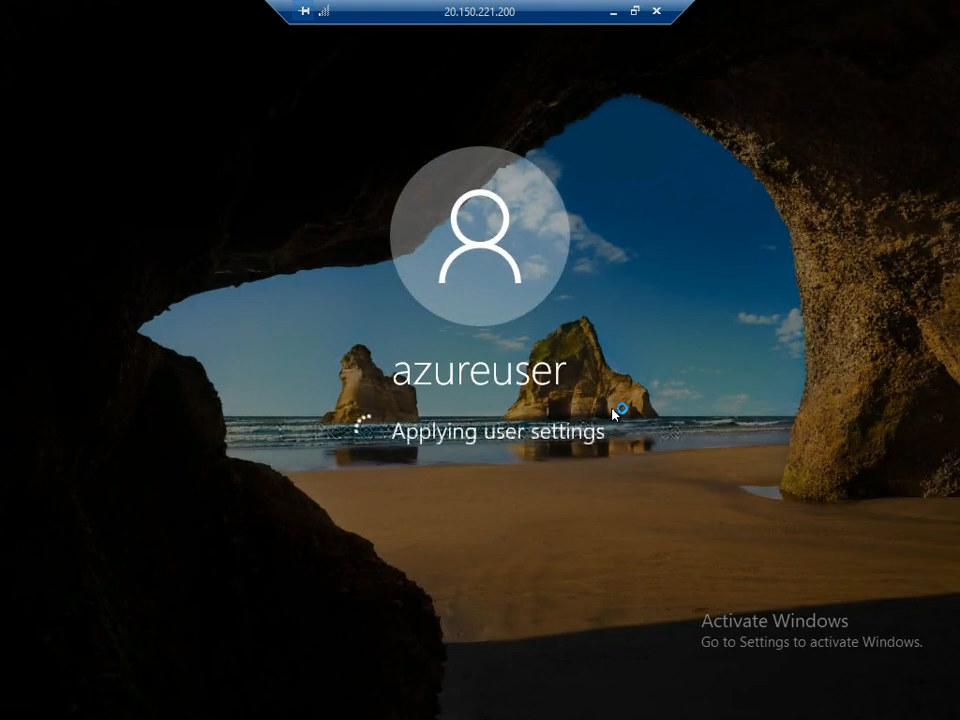 20.150.221.200
azureuser
Applying user settings
Activate Windows
Go to Settings to activate Windows.